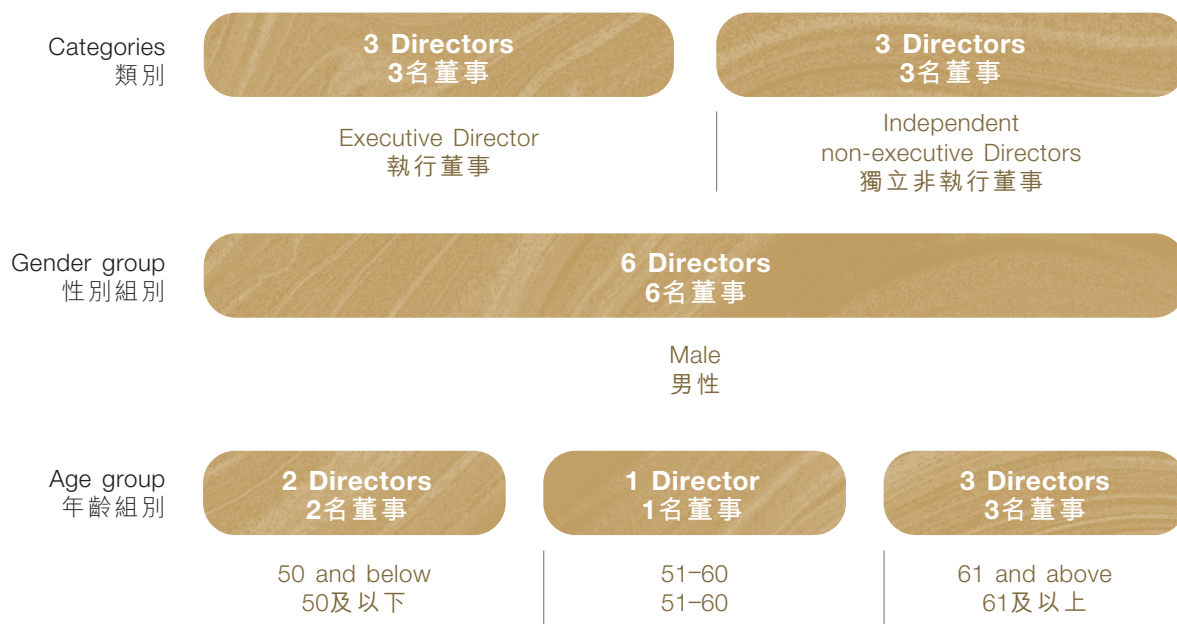 Categories
類別
3 Directors
3名董事
3 Directors
3名董事
Executive Director
執行董事
Independent
non-executive Directors
獨立非執行董事
Gender group
性別組別
6 Directors
6名董事
Male
男性
Age group
年齡組別
2 Directors
2名董事
1 Director
1名董事
3 Directors
3名董事
50 and below
50及以下
51–60
51–60
61 and above
61及以上